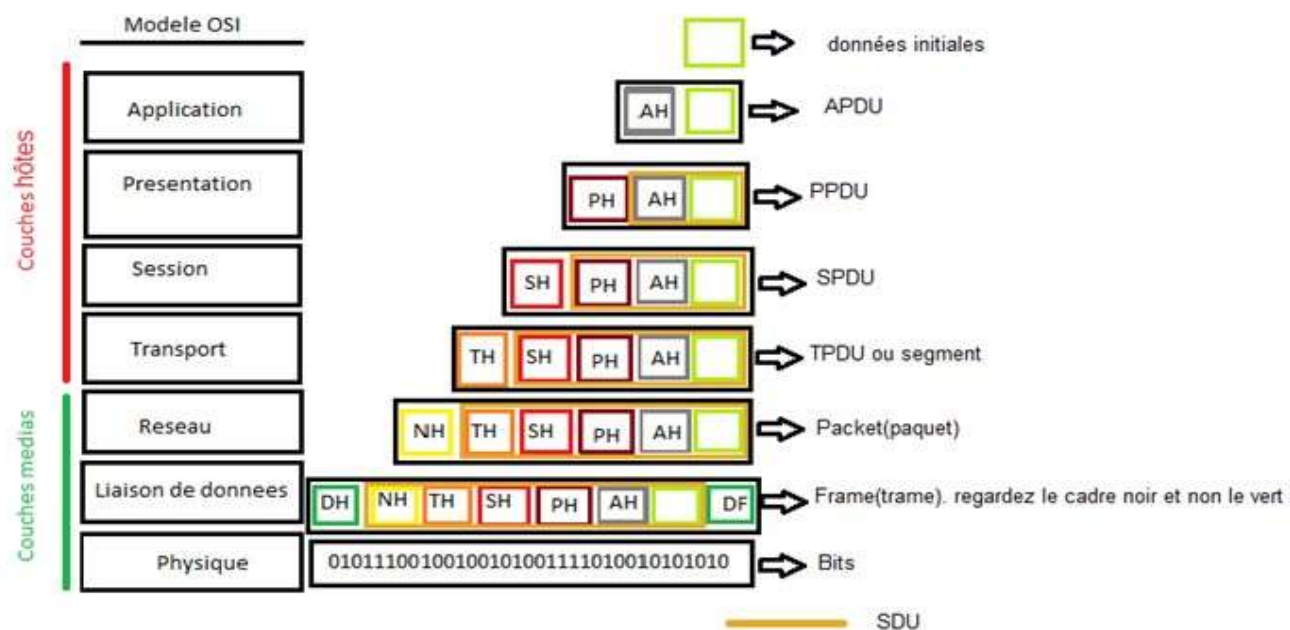 Modele OSI
données initiales
Couches hôtes
Application
AH
APDU
Presentation
PH AH
PPDU
Session
SH PH AH
SPDU
Transport
TH SH PH AH
TPDU ou segment
Couches medias
Reseau
NH TH SH PH AH
Packet(paquet)
Liaison de donnees
DH NH TH SH PH AH DF
Frame(trame). regardez le cadre noir et non le vert
Physique
0101110010010010100111101001010101010
Bits
SDU